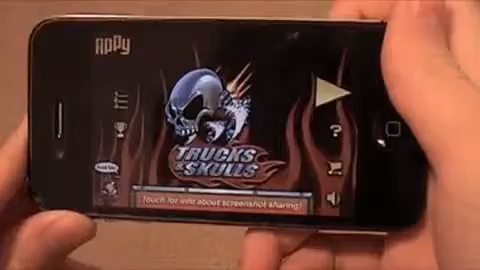 APPY
TRUCKS
& SKULLS
Touch for info about screenshot sharing!
?